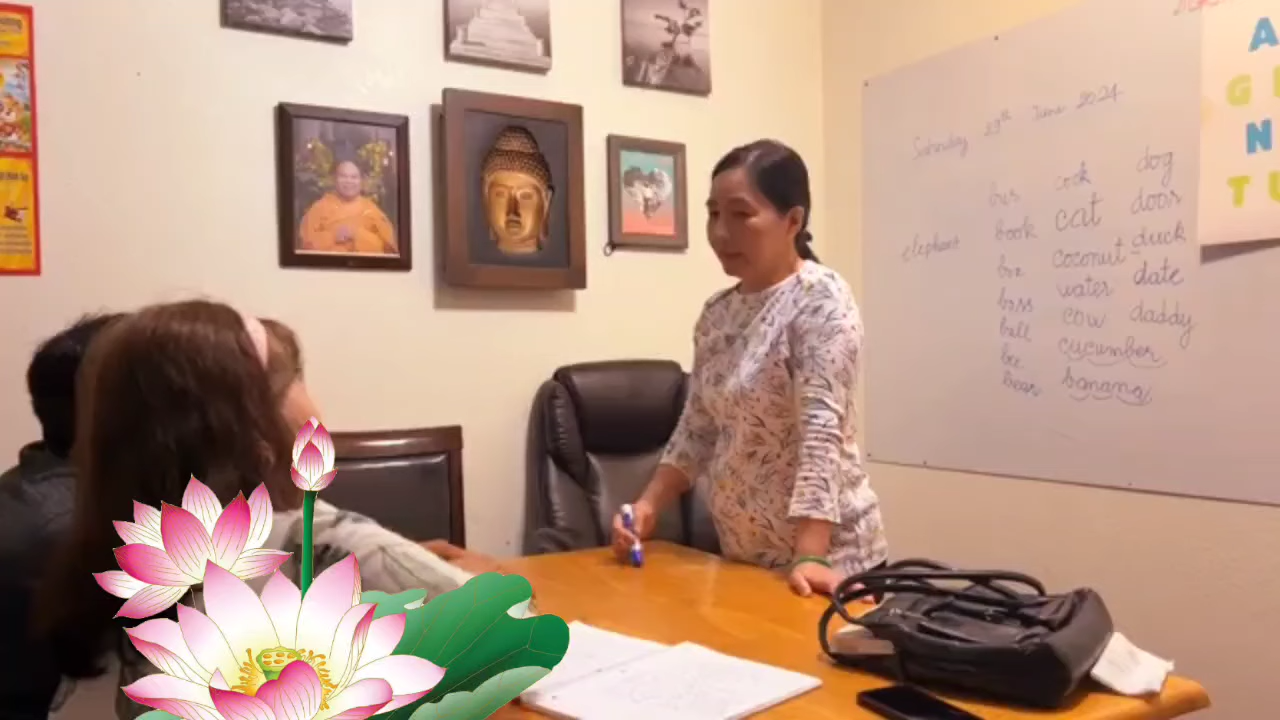 Saturday 29th June 2024
bus cook dog
book cat door
elephant
box coconut duck
boss water date
ball cow daddy
bee cucumber
bear banana
A
G
N
T U